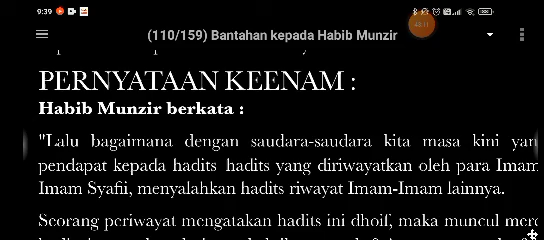 9:39
(110/159) Bantahan kepada Habib Munzir
PERNYATAAN KEENAM :
Habib Munzir berkata :
"Lalu bagaimana dengan saudara-saudara kita masa kini yan
pendapat kepada hadits hadits yang diriwayatkan oleh para Imam
Imam Syafii, menyalahkan hadits riwayat Imam-Imam lainnya.
Seorang periwayat mengatakan hadits ini dhoif, maka muncul mere